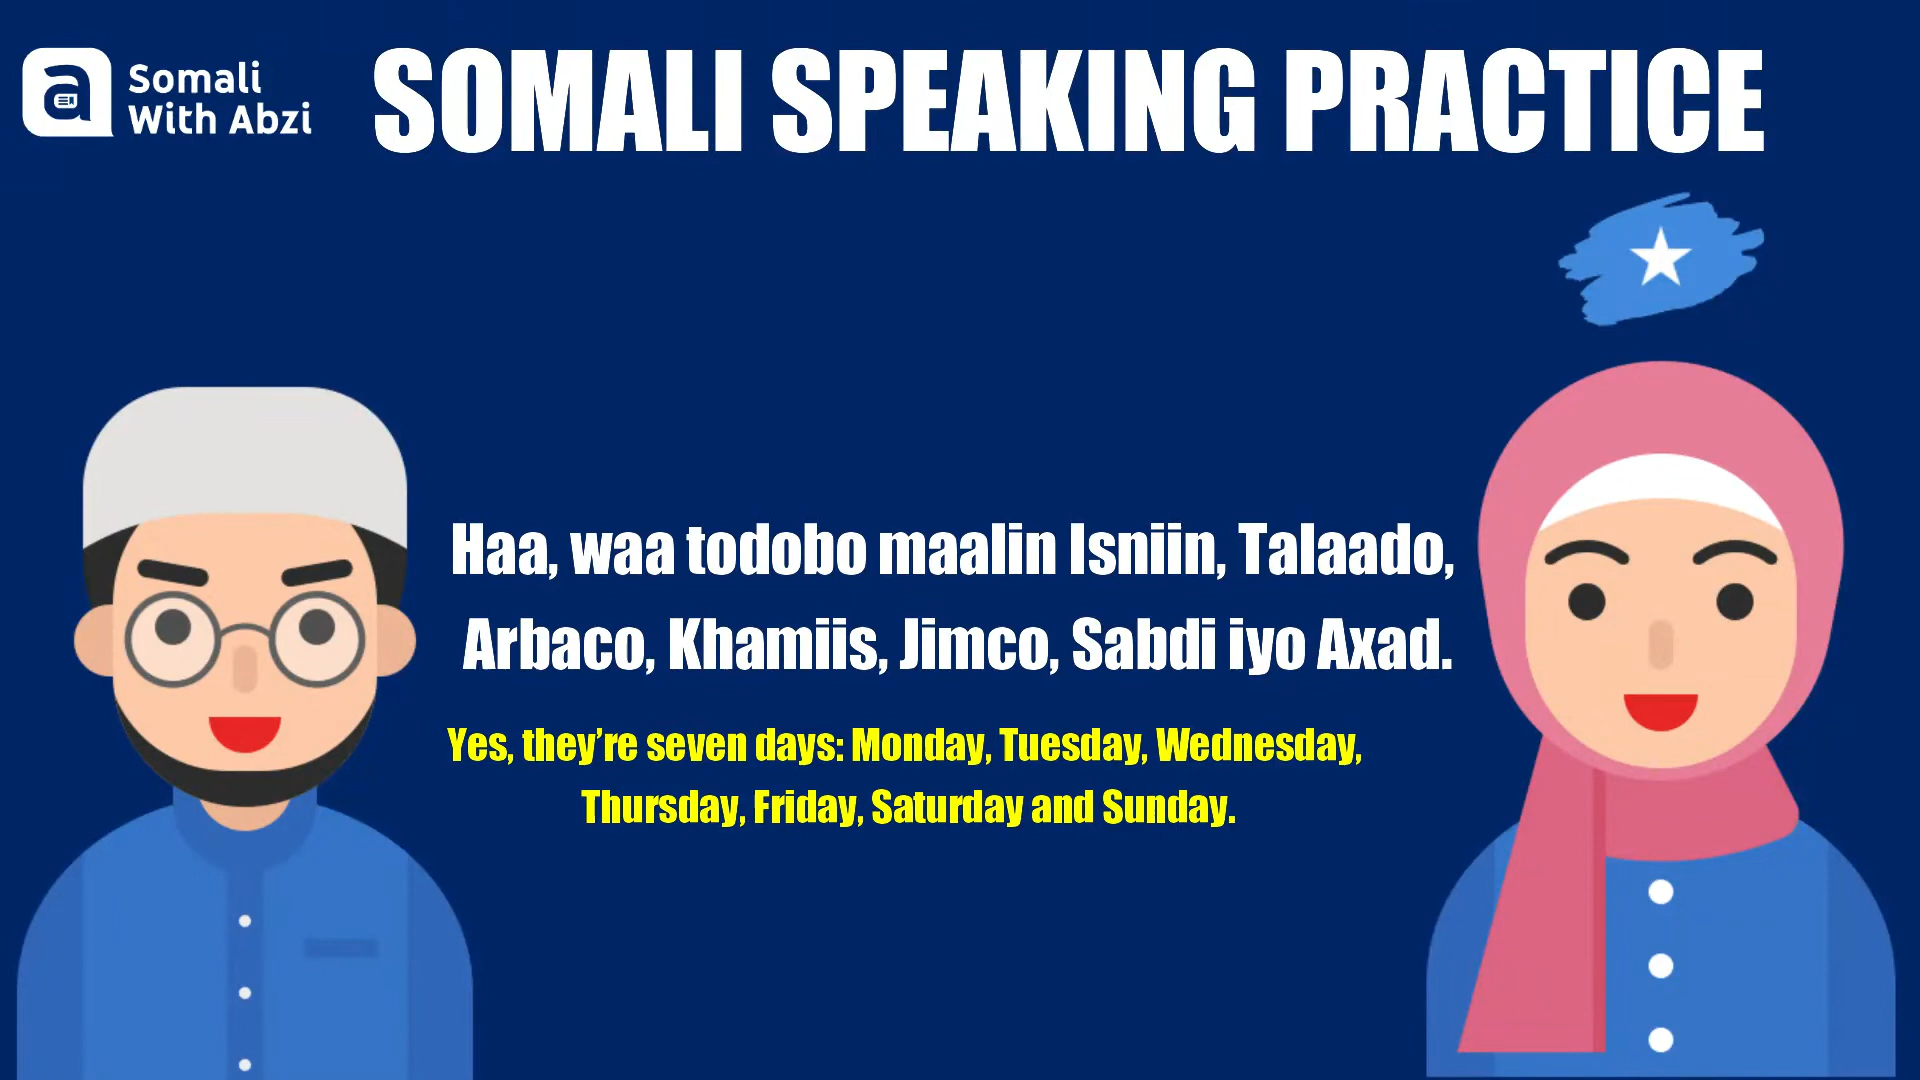 Somali
With Abzi
SOMALI SPEAKING PRACTICE
Haa, waa todobo maalin Isniin, Talaado,
Arbaco, Khamiis, Jimco, Sabdi iyo Axad.
Yes, they’re seven days: Monday, Tuesday, Wednesday,
Thursday, Friday, Saturday and Sunday.